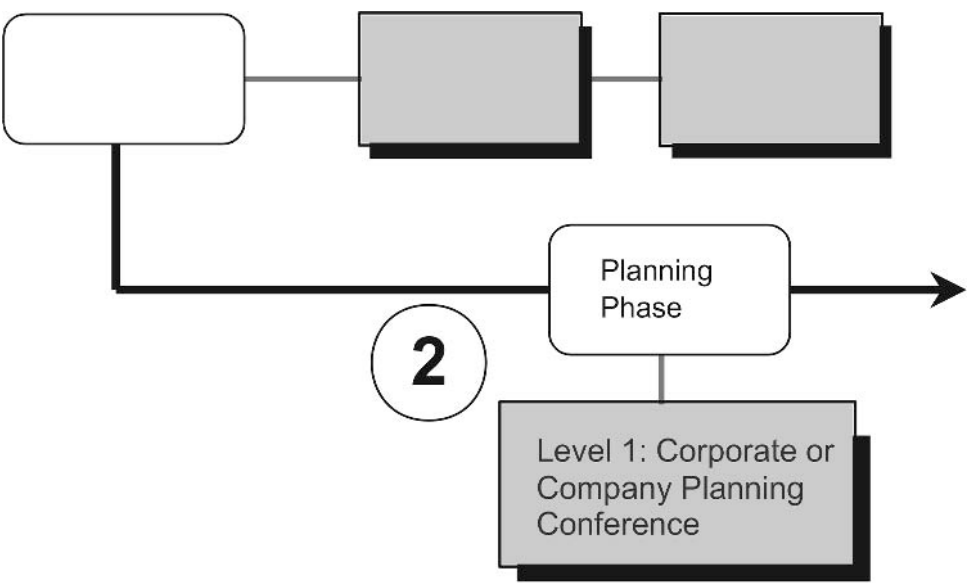 Planning
Phase
2
Level 1: Corporate or
Company Planning
Conference